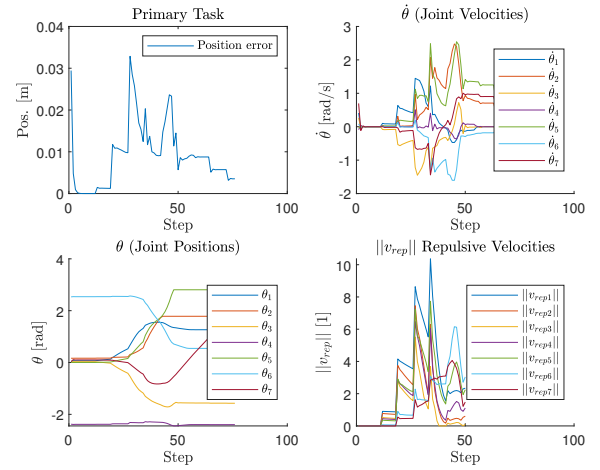 Primary Task
0.04
0.03
0.02
0.01
0
Pos. [m]
Position error
0 50 100
Step
θ̇ (Joint Velocities)
3
2
1
0
-1
-2
θ̇ [rad/s]
θ̇1
θ̇2
θ̇3
θ̇4
θ̇5
θ̇6
θ̇7
0 50 100
Step
θ (Joint Positions)
4
2
0
-2
θ [rad]
θ1
θ2
θ3
θ4
θ5
θ6
θ7
0 50 100
Step
||vrep|| Repulsive Velocities
10
8
6
4
2
0
||vrep|| [1]
||vrep1||
||vrep2||
||vrep3||
||vrep4||
||vrep5||
||vrep6||
||vrep7||
0 50 100
Step